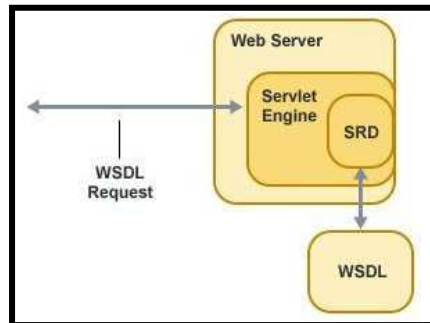 Web Server
Servlet
Engine
SRD
WSDL
Request
WSDL